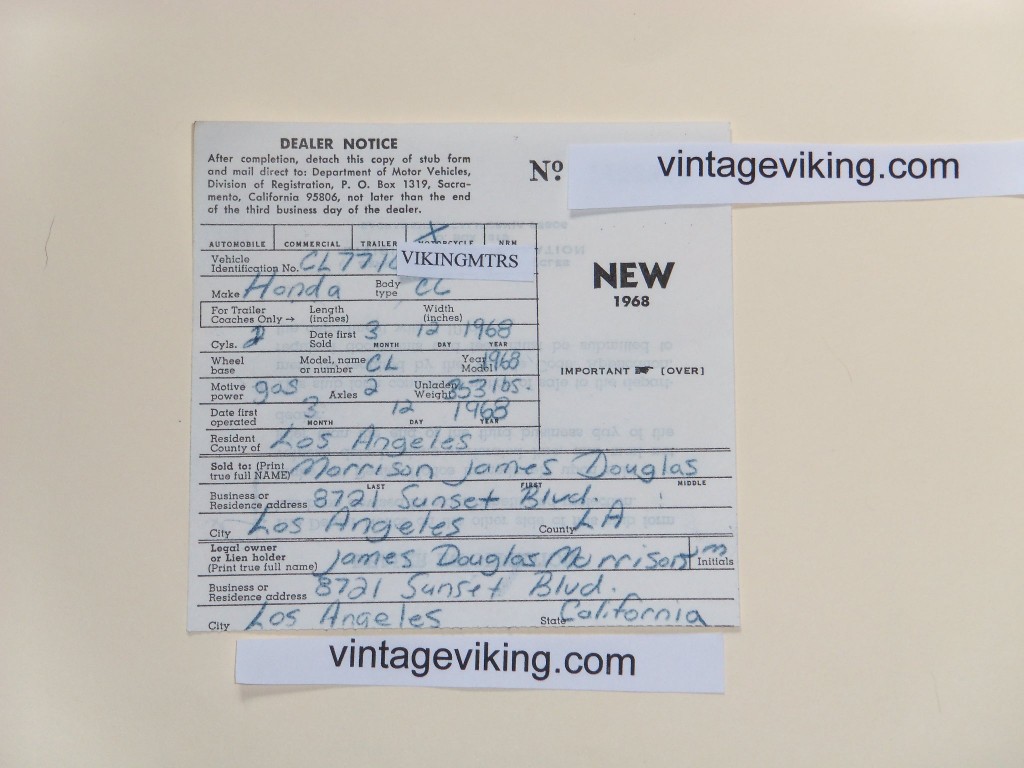 DEALER NOTICE
After completion, detach this copy of stub form
and mail direct to: Department of Motor Vehicles,
Division of Registration, P. O. Box 1319, Sacra-
mento, California 95806, not later than the end
of the third business day of the dealer.
No.
vintageviking.com
X
AUTOMOBILE COMMERCIAL TRAILER MOTORCYCLE NRM
Vehicle
Identification No. CL 771
VIKINGMTRS
Make Honda Body type CL
NEW
1968
For Trailer Coaches Only → Length (inches) Width (inches)
Cyls. 2 Date first Sold 3 12 1968
MONTH DAY YEAR
Wheel base Model, name or number CL Year Model 1968
IMPORTANT ☛ [OVER]
Motive power gas Axles 2 Unladen Weight 353 lbs.
Date first operated 3 12 1968
MONTH DAY YEAR
Resident County of Los Angeles
Sold to: (Print true full NAME) Morrison James Douglas
LAST FIRST MIDDLE
Business or Residence address 8721 Sunset Blvd.
City Los Angeles County LA
Legal owner or Lien holder (Print true full name) James Douglas Morrison m Initials
Business or Residence address 8721 Sunset Blvd.
City Los Angeles State California
vintageviking.com